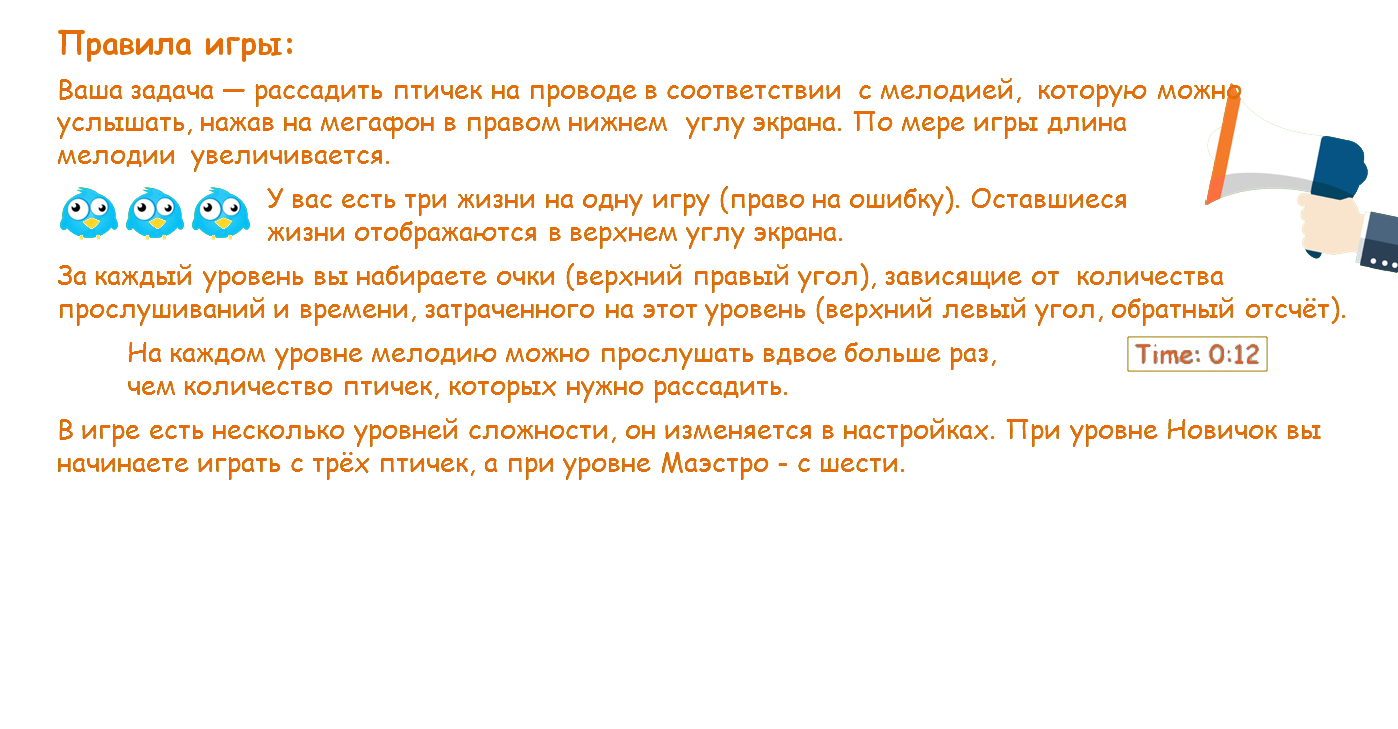 Правила игры:
Ваша задача — рассадить птичек на проводе в соответствии с мелодией, которую можно
услышать, нажав на мегафон в правом нижнем углу экрана. По мере игры длина
мелодии увеличивается.
У вас есть три жизни на одну игру (право на ошибку). Оставшиеся
жизни отображаются в верхнем углу экрана.
За каждый уровень вы набираете очки (верхний правый угол), зависящие от количества
прослушиваний и времени, затраченного на этот уровень (верхний левый угол, обратный отсчёт).
На каждом уровне мелодию можно прослушать вдвое больше раз,
чем количество птичек, которых нужно рассадить.
Time: 0:12
В игре есть несколько уровней сложности, он изменяется в настройках. При уровне Новичок вы
начинаете играть с трёх птичек, а при уровне Маэстро - с шести.